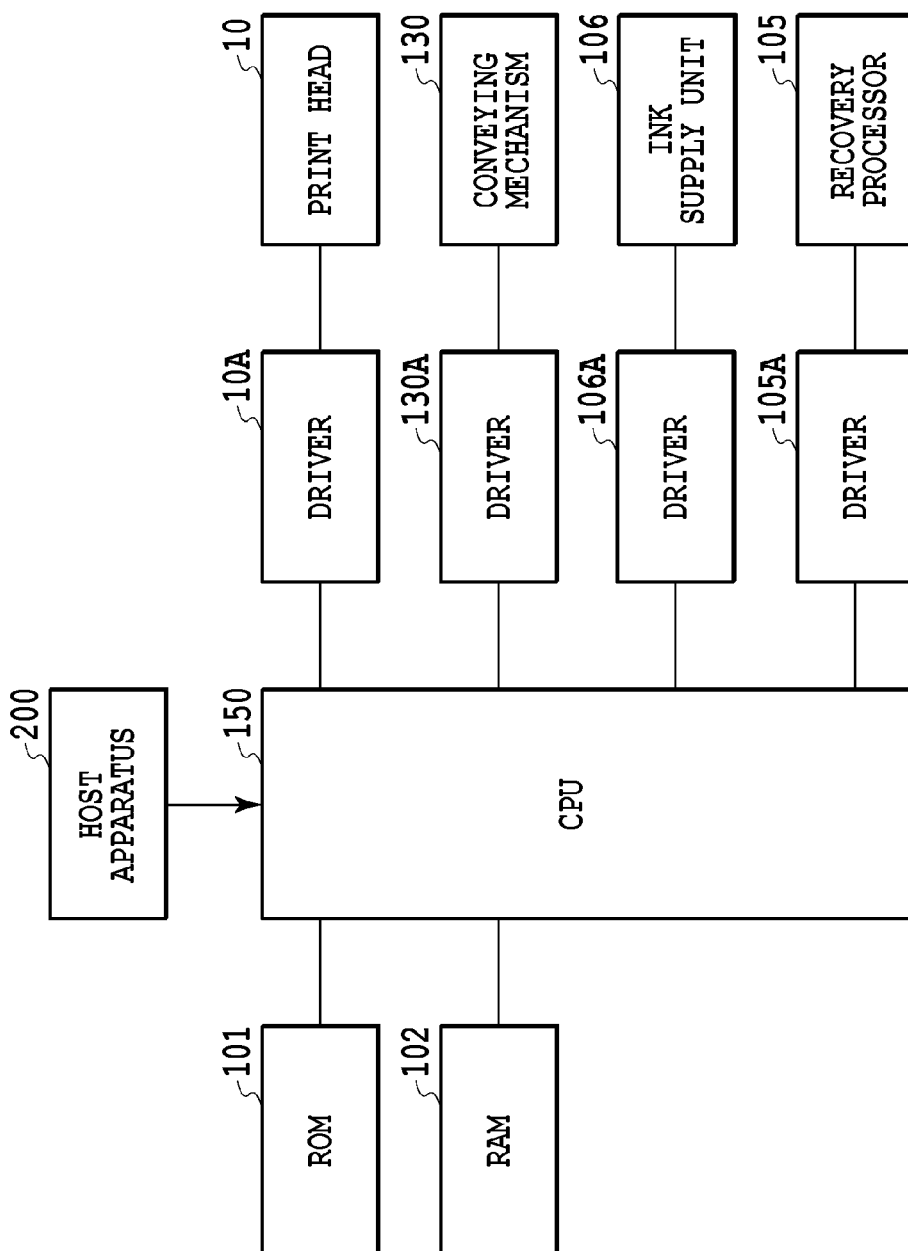 200
HOST
APPARATUS
101
ROM
102
RAM
150
CPU
10A
DRIVER
130A
DRIVER
106A
DRIVER
105A
DRIVER
10
PRINT HEAD
130
CONVEYING
MECHANISM
106
INK
SUPPLY UNIT
105
RECOVERY
PROCESSOR